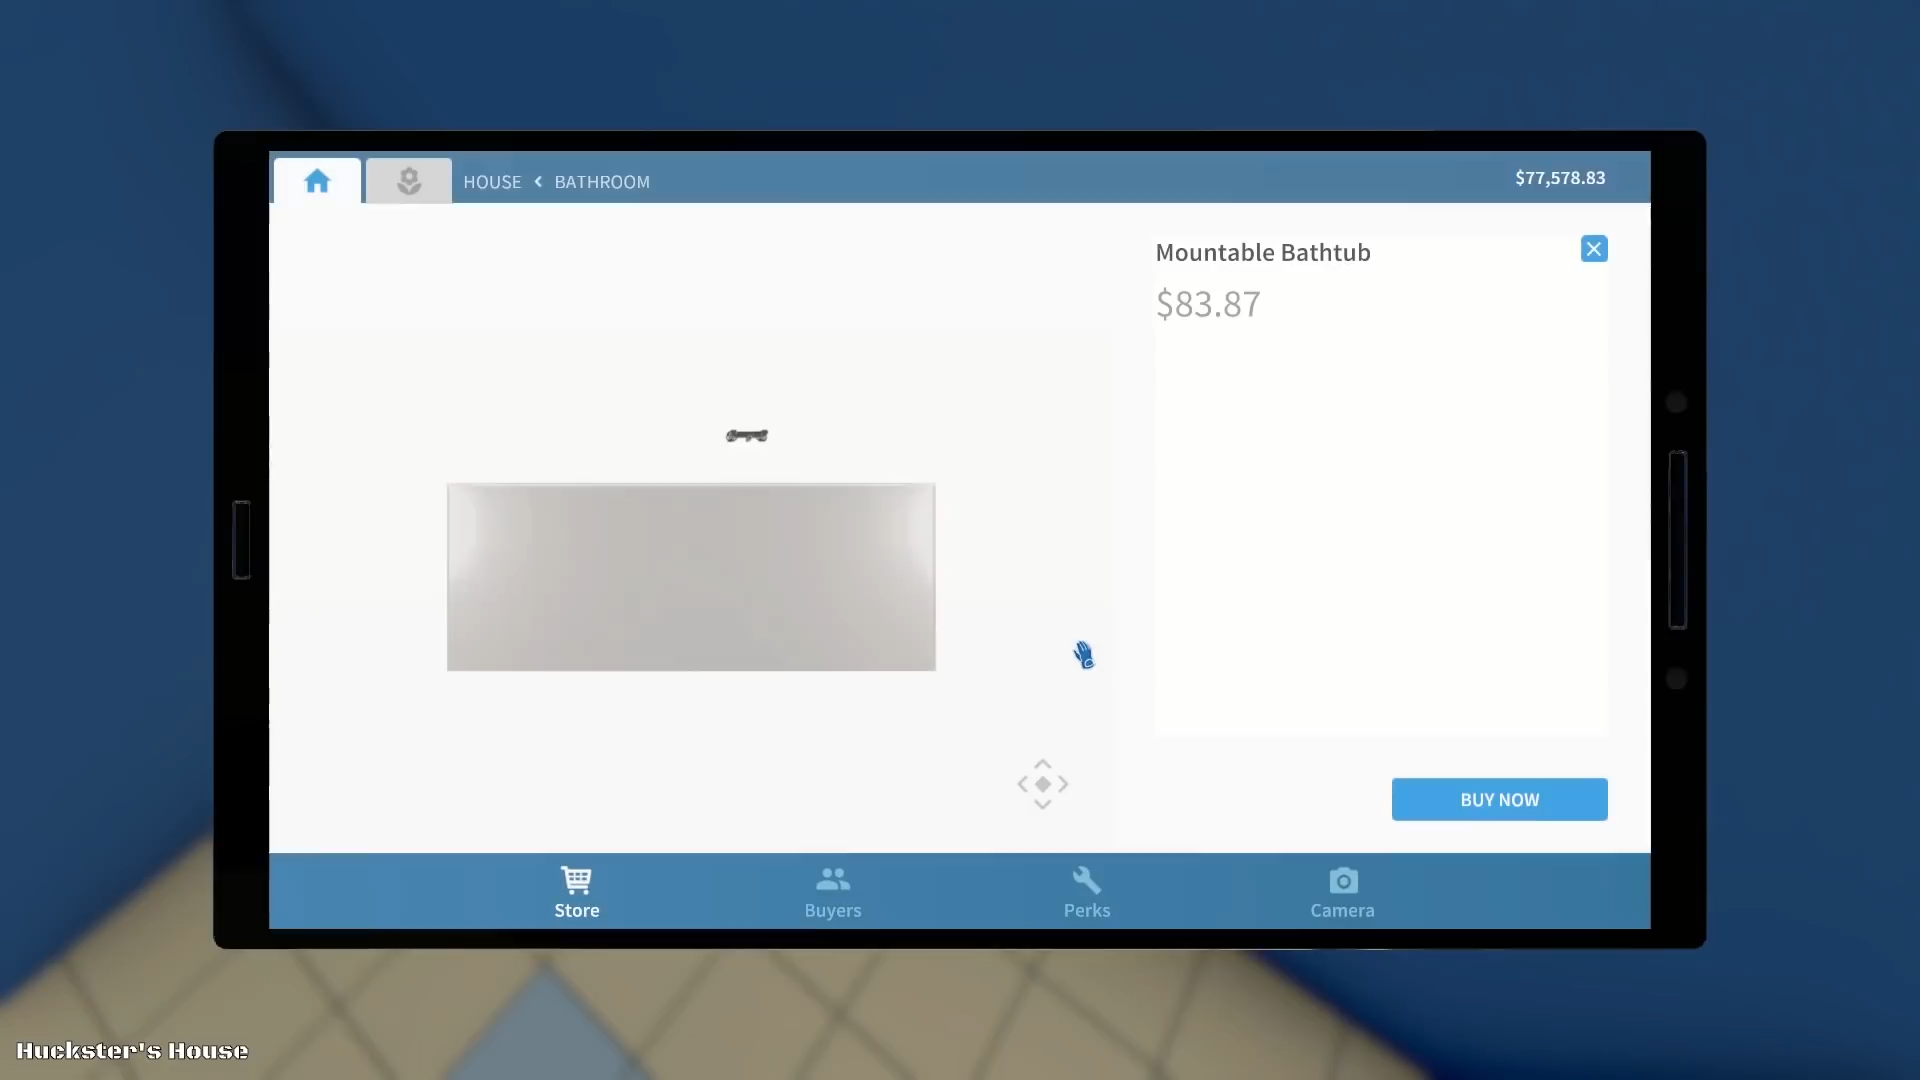 HOUSE < BATHROOM
$77,578.83
Mountable Bathtub
$83.87
BUY NOW
Store
Buyers
Perks
Camera
Huckster's House